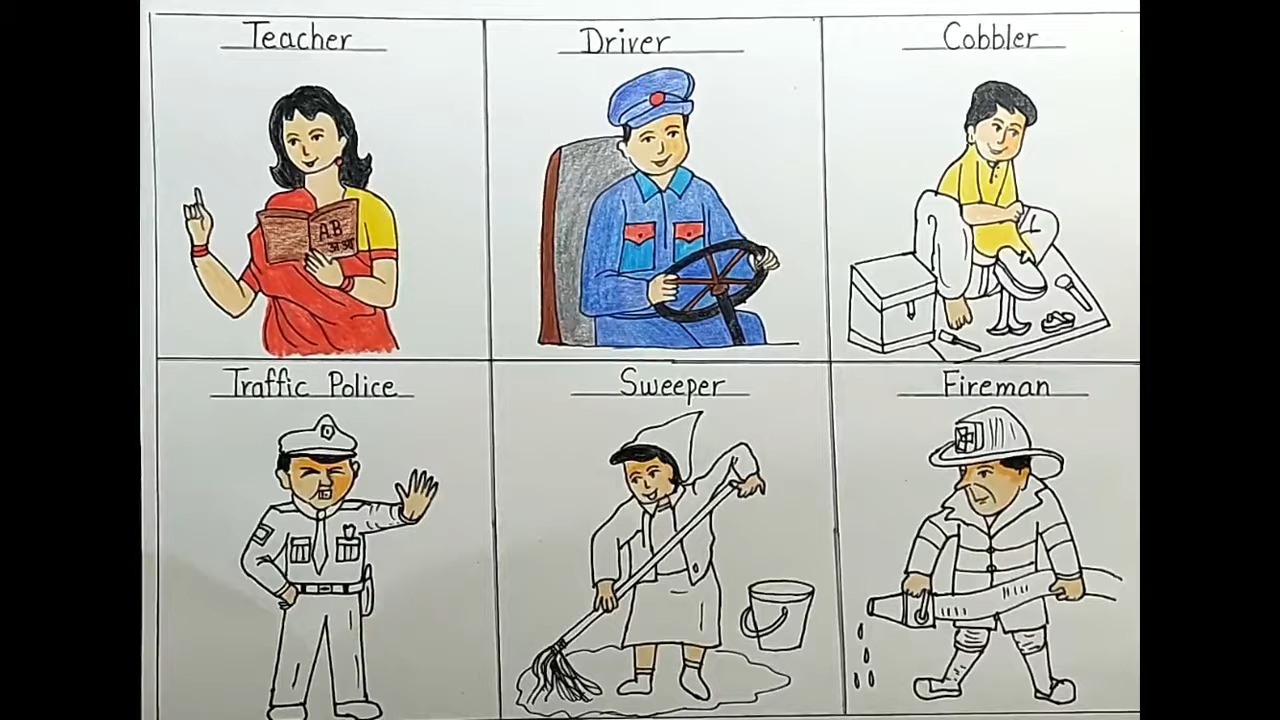 Teacher
Driver
Cobbler
AB
अ आ
Traffic Police
Sweeper
Fireman